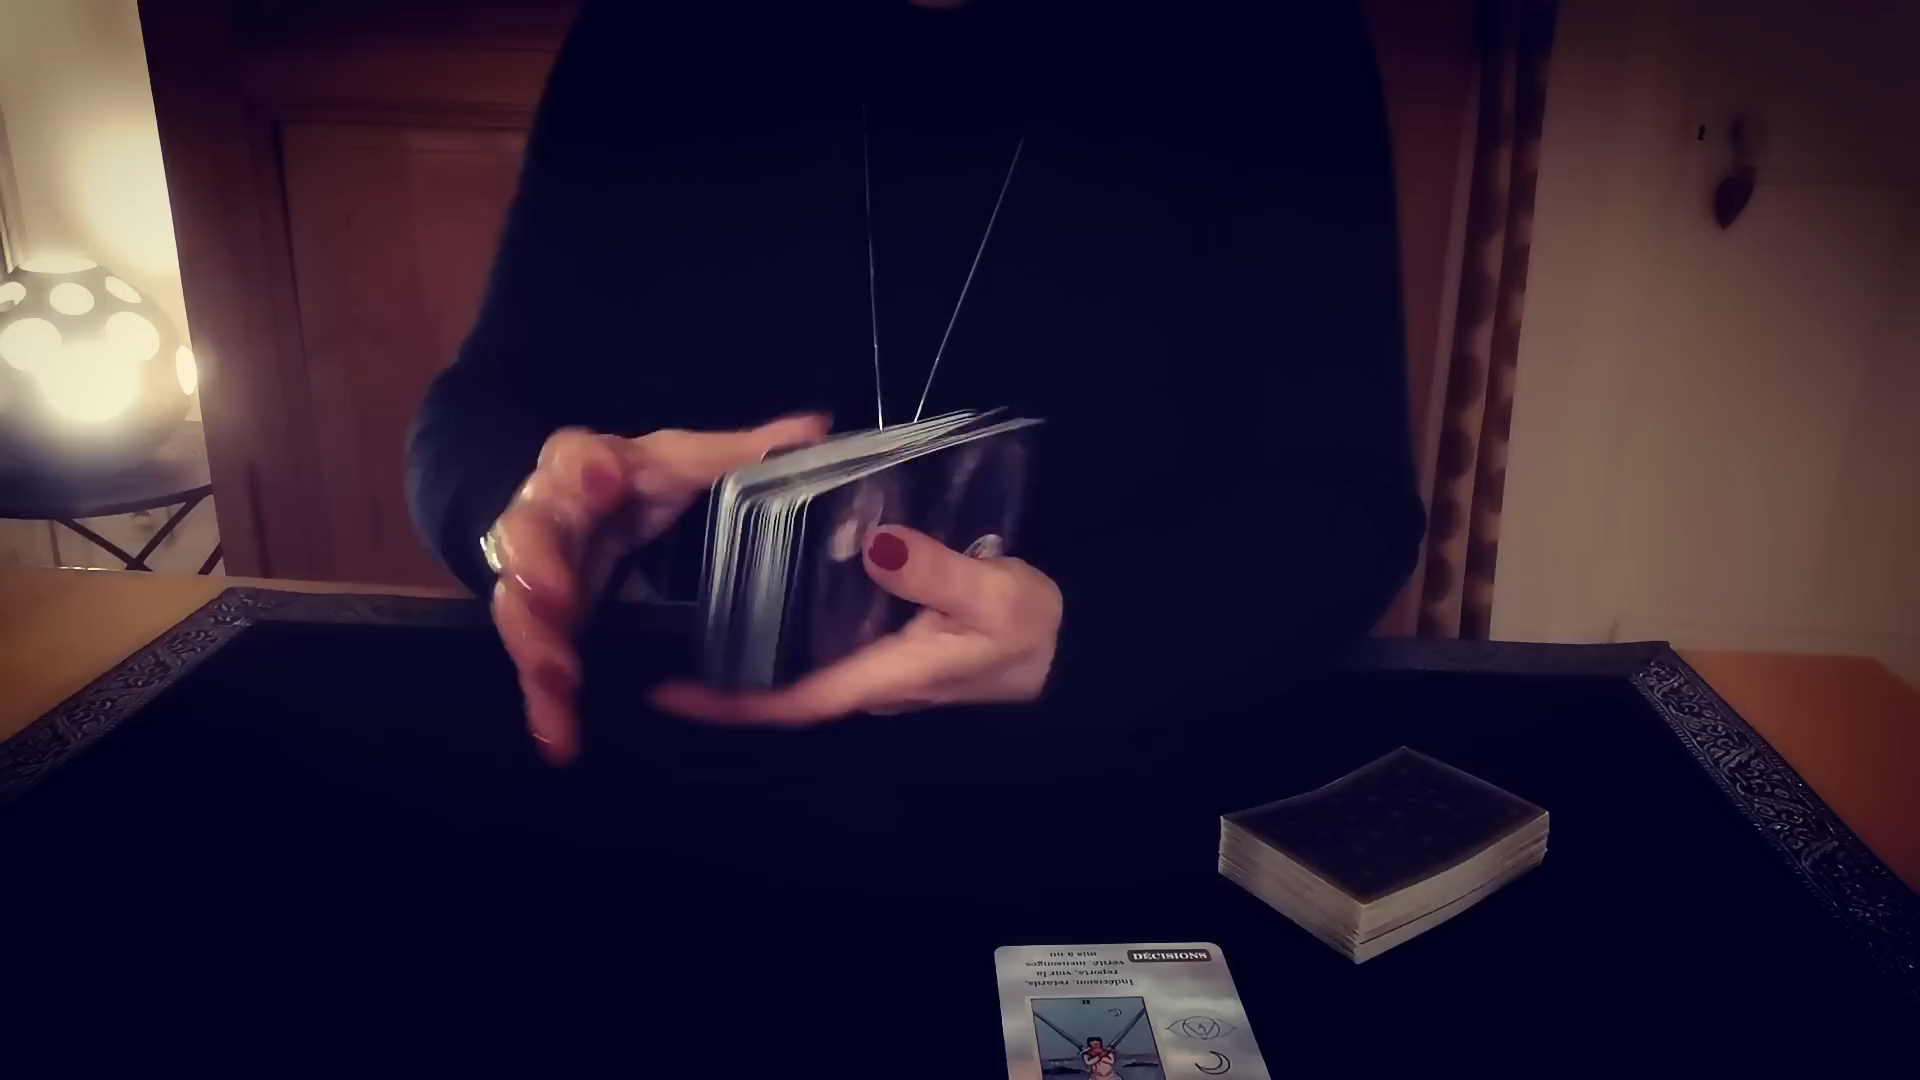 DÉCISIONS
Indécision, retards,
reports, voir la
vérité, mensonges
mis à nu
II